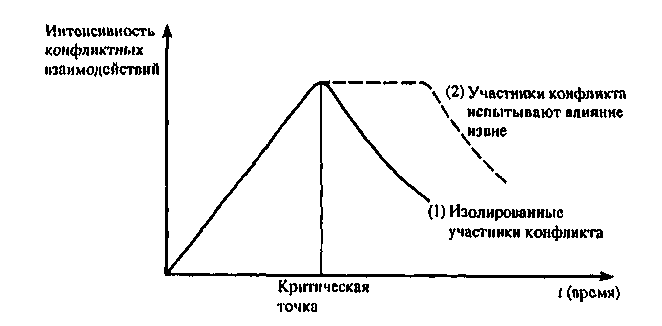 Интенсивность
конфликтных
взаимодействий
(2) Участники конфликта
испытывают влияние
извне
(1) Изолированные
участники конфликта
Критическая
точка
t (время)